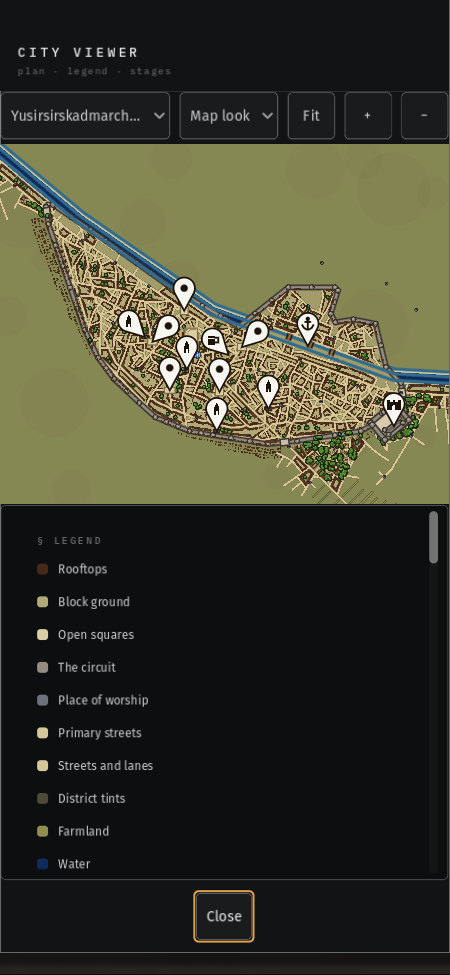 CITY VIEWER
plan · legend · stages
Yusirsirskadmarch... Map look Fit + −
§ LEGEND
Rooftops
Block ground
Open squares
The circuit
Place of worship
Primary streets
Streets and lanes
District tints
Farmland
Water
Close